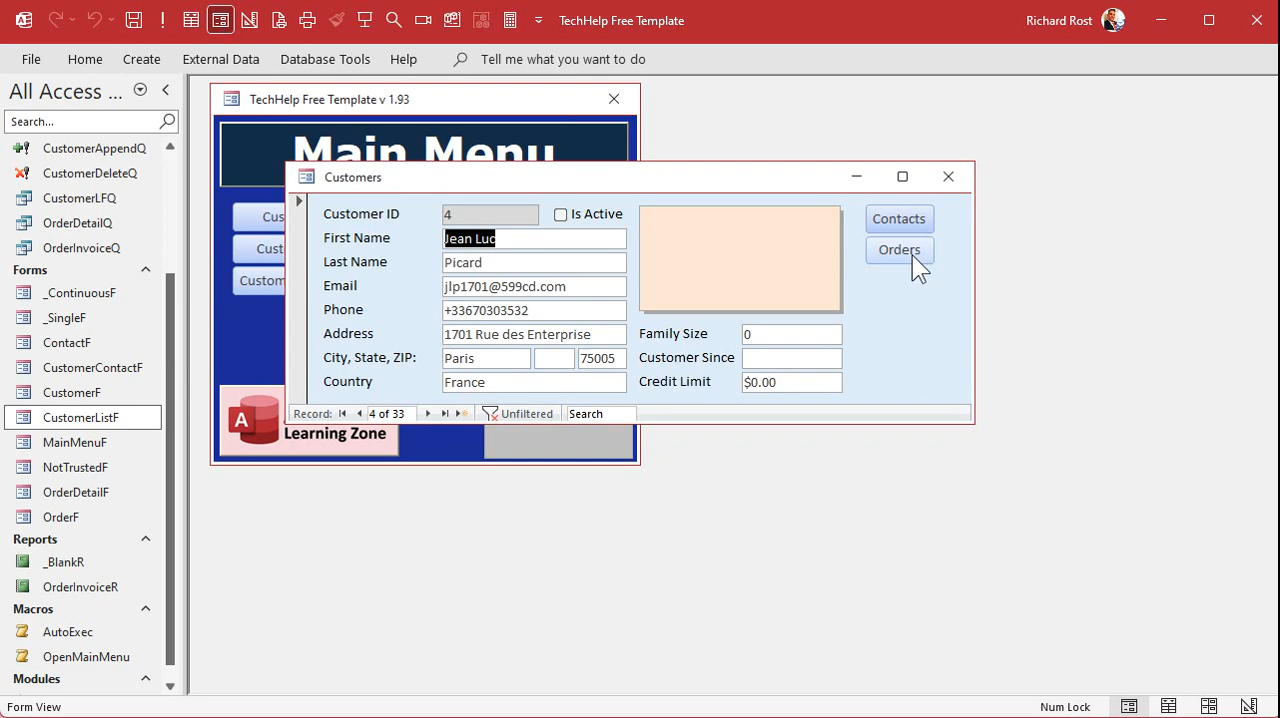 TechHelp Free Template
Richard Rost
File Home Create External Data Database Tools Help Tell me what you want to do
All Access ...
Search...
CustomerAppendQ
CustomerDeleteQ
CustomerLFQ
OrderDetailQ
OrderInvoiceQ
Forms
_ContinuousF
_SingleF
ContactF
CustomerContactF
CustomerF
CustomerListF
MainMenuF
NotTrustedF
OrderDetailF
OrderF
Reports
_BlankR
OrderInvoiceR
Macros
AutoExec
OpenMainMenu
Modules
TechHelp Free Template v 1.93
Main Menu
Cus
Cust
Custom
A
Learning Zone
Customers
Customer ID 4 Is Active
First Name Jean Luc
Last Name Picard
Email jlp1701@599cd.com
Phone +33670303532
Address 1701 Rue des Enterprise
City, State, ZIP: Paris 75005
Country France
Family Size 0
Customer Since
Credit Limit $0.00
Contacts
Orders
Record: 4 of 33 Unfiltered Search
Form View
Num Lock